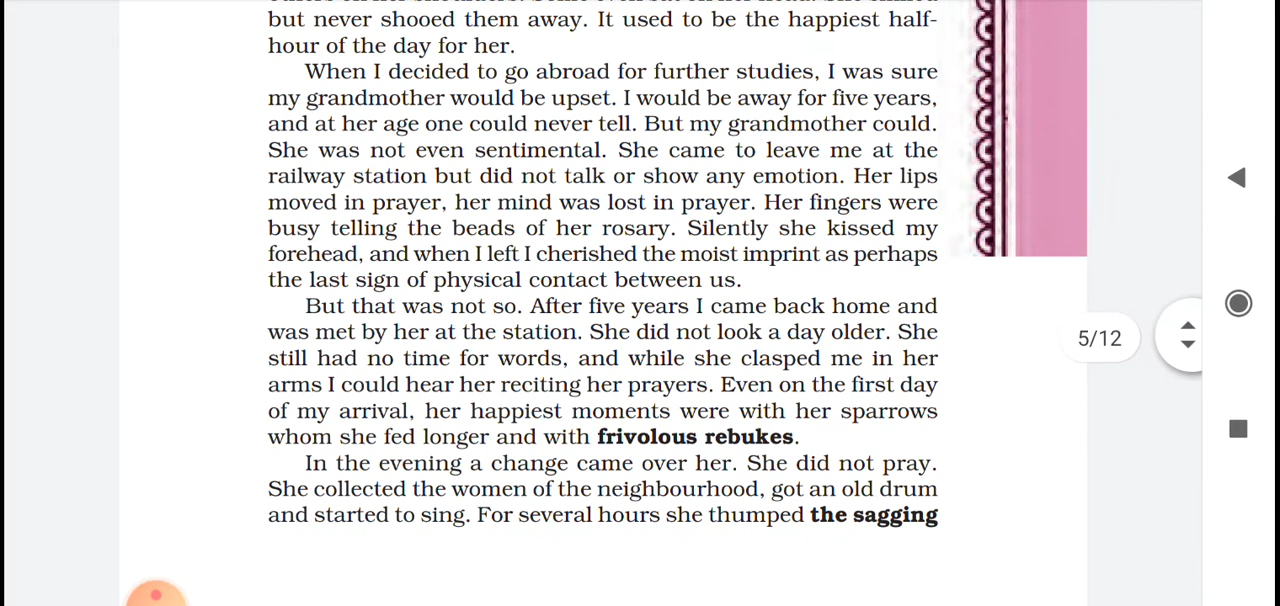 but never shooed them away. It used to be the happiest half-
hour of the day for her.
When I decided to go abroad for further studies, I was sure
my grandmother would be upset. I would be away for five years,
and at her age one could never tell. But my grandmother could.
She was not even sentimental. She came to leave me at the
railway station but did not talk or show any emotion. Her lips
moved in prayer, her mind was lost in prayer. Her fingers were
busy telling the beads of her rosary. Silently she kissed my
forehead, and when I left I cherished the moist imprint as perhaps
the last sign of physical contact between us.
But that was not so. After five years I came back home and
was met by her at the station. She did not look a day older. She
still had no time for words, and while she clasped me in her
arms I could hear her reciting her prayers. Even on the first day
of my arrival, her happiest moments were with her sparrows
whom she fed longer and with frivolous rebukes.
In the evening a change came over her. She did not pray.
She collected the women of the neighbourhood, got an old drum
and started to sing. For several hours she thumped the sagging
5/12